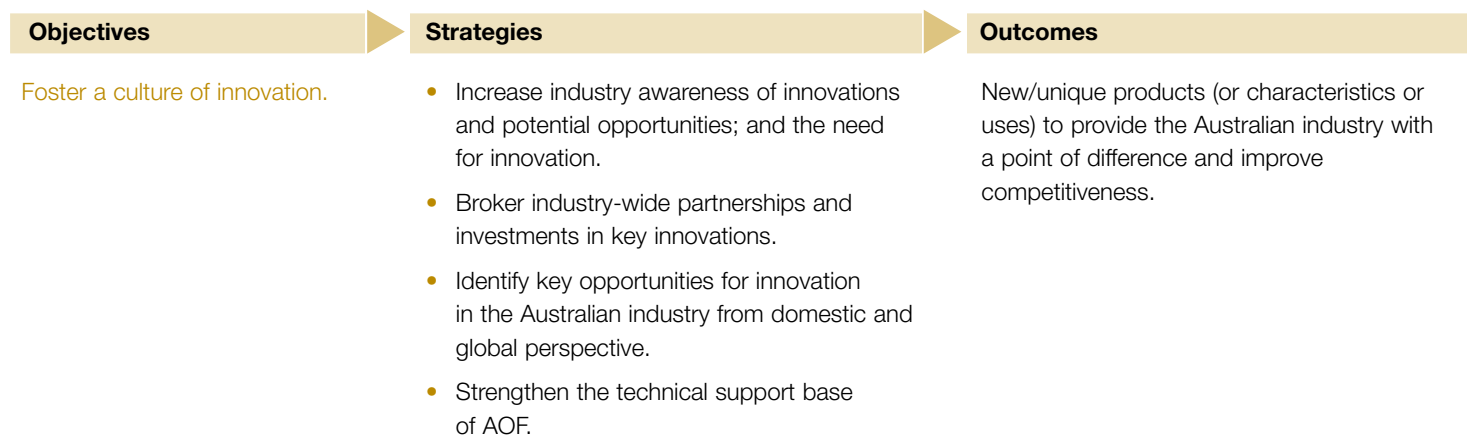 Objectives
Strategies
Outcomes
Foster a culture of innovation.
• Increase industry awareness of innovations
and potential opportunities; and the need
for innovation.
• Broker industry-wide partnerships and
investments in key innovations.
• Identify key opportunities for innovation
in the Australian industry from domestic and
global perspective.
• Strengthen the technical support base
of AOF.
New/unique products (or characteristics or
uses) to provide the Australian industry with
a point of difference and improve
competitiveness.